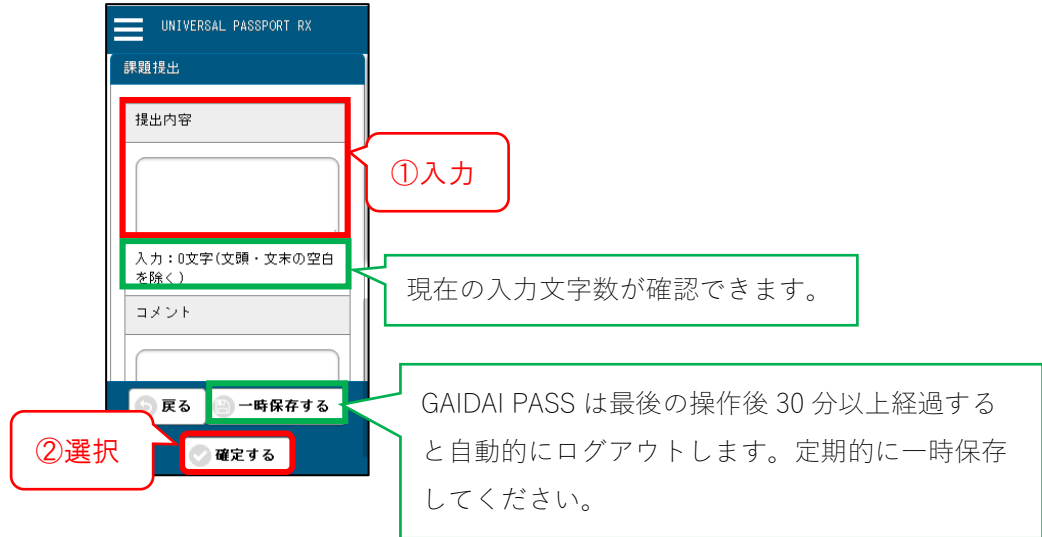 UNIVERSAL PASSPORT RX
課題提出
提出内容
①入力
入力：0文字(文頭・文末の空白
を除く)
現在の入力文字数が確認できます。
コメント
戻る
一時保存する
GAIDAI PASS は最後の操作後 30 分以上経過する
と自動的にログアウトします。定期的に一時保存
してください。
②選択
確定する